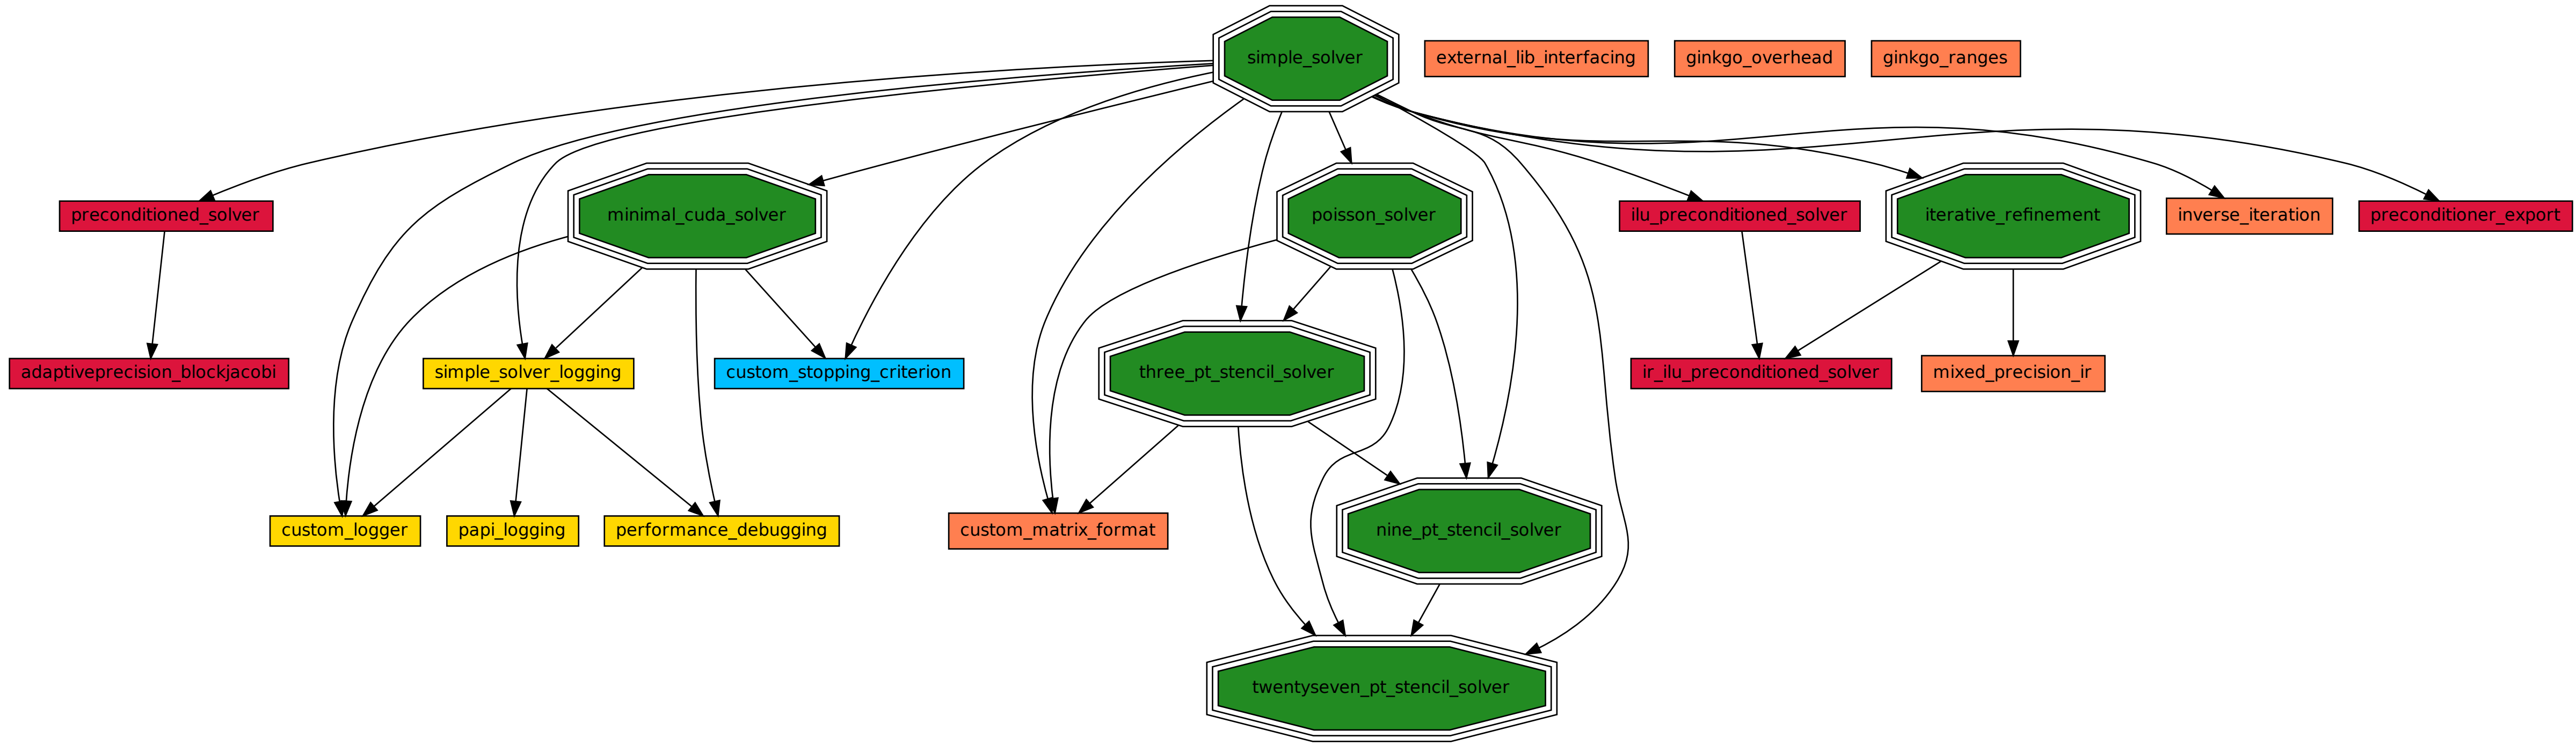 simple_solver
external_lib_interfacing
ginkgo_overhead
ginkgo_ranges
preconditioned_solver
minimal_cuda_solver
poisson_solver
ilu_preconditioned_solver
iterative_refinement
inverse_iteration
preconditioner_export
adaptiveprecision_blockjacobi
simple_solver_logging
custom_stopping_criterion
three_pt_stencil_solver
ir_ilu_preconditioned_solver
mixed_precision_ir
custom_logger
papi_logging
performance_debugging
custom_matrix_format
nine_pt_stencil_solver
twentyseven_pt_stencil_solver